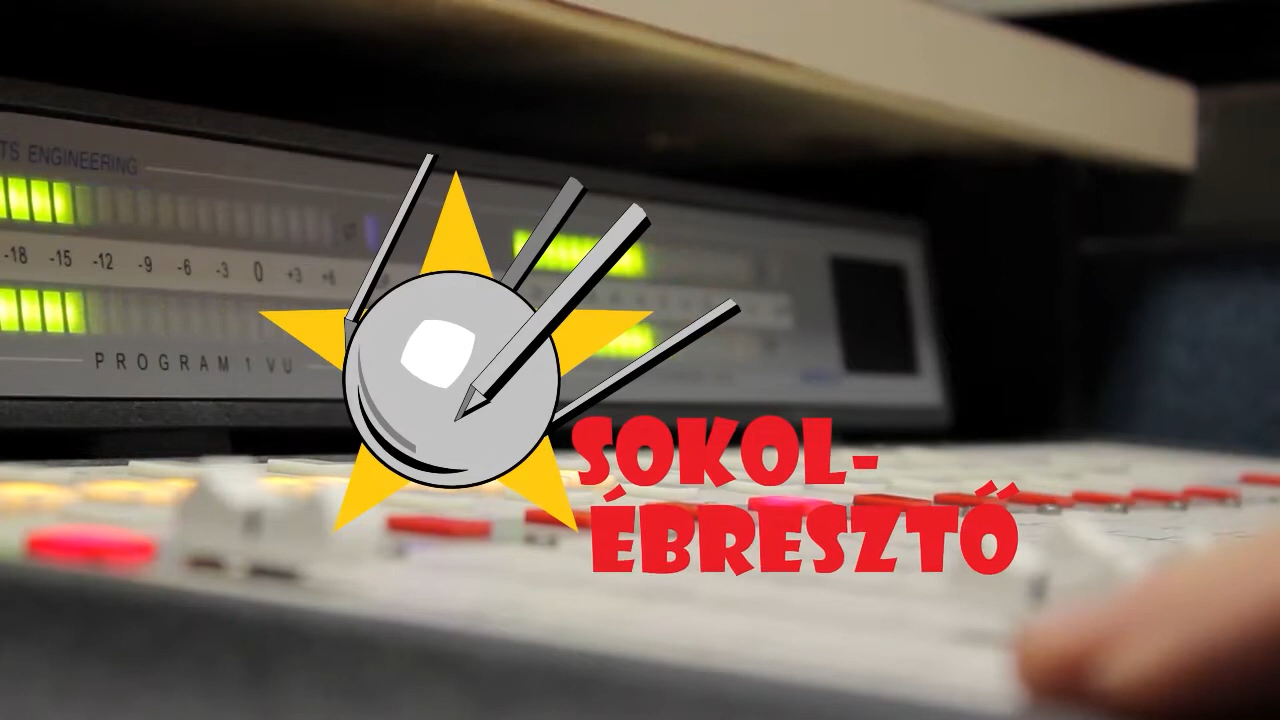 TS ENGINEERING
-18 -15 -12 -9 -6 -3 0 +3 +6
PROGRAM 1 VU
SOKOL-
ÉBRESZTŐ